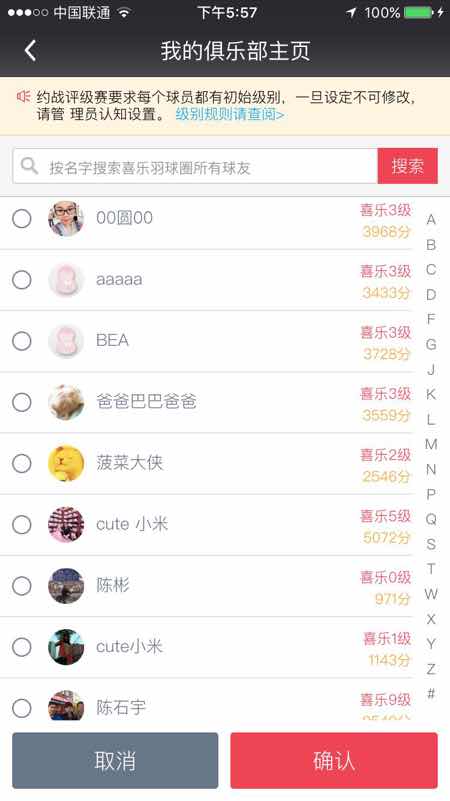 中国联通 下午5:57 100%
我的俱乐部主页
约战评级赛要求每个球员都有初始级别，一旦设定不可修改，
请管 理员认知设置。 级别规则请查阅>
按名字搜索喜乐羽球圈所有球友 搜索
00圆00 喜乐3级
3968分
aaaaa 喜乐3级
3433分
BEA 喜乐3级
3728分
爸爸巴巴爸爸 喜乐3级
3559分
菠菜大侠 喜乐2级
2546分
cute 小米 喜乐5级
5072分
陈彬 喜乐0级
971分
cute小米 喜乐1级
1143分
陈石宇 喜乐9级
A
B
C
D
F
G
J
K
L
M
N
P
Q
S
T
W
X
Y
Z
#
取消 确认